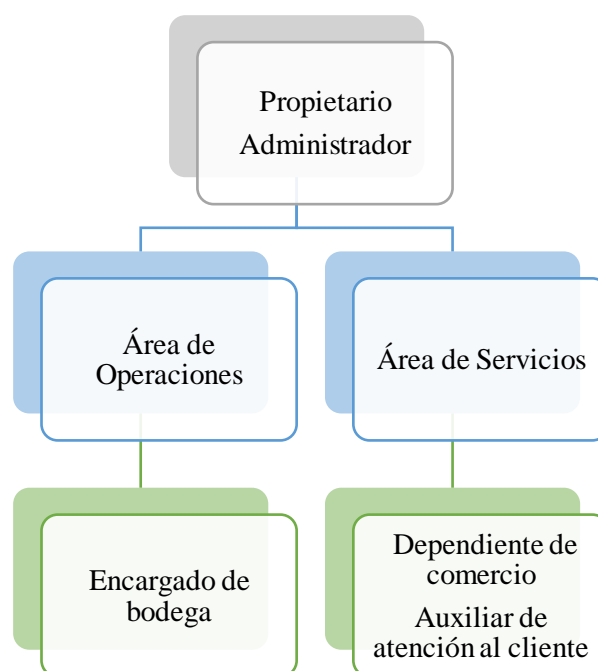 Propietario
Administrador
Área de
Operaciones
Área de Servicios
Encargado de
bodega
Dependiente de
comercio
Auxiliar de
atención al cliente